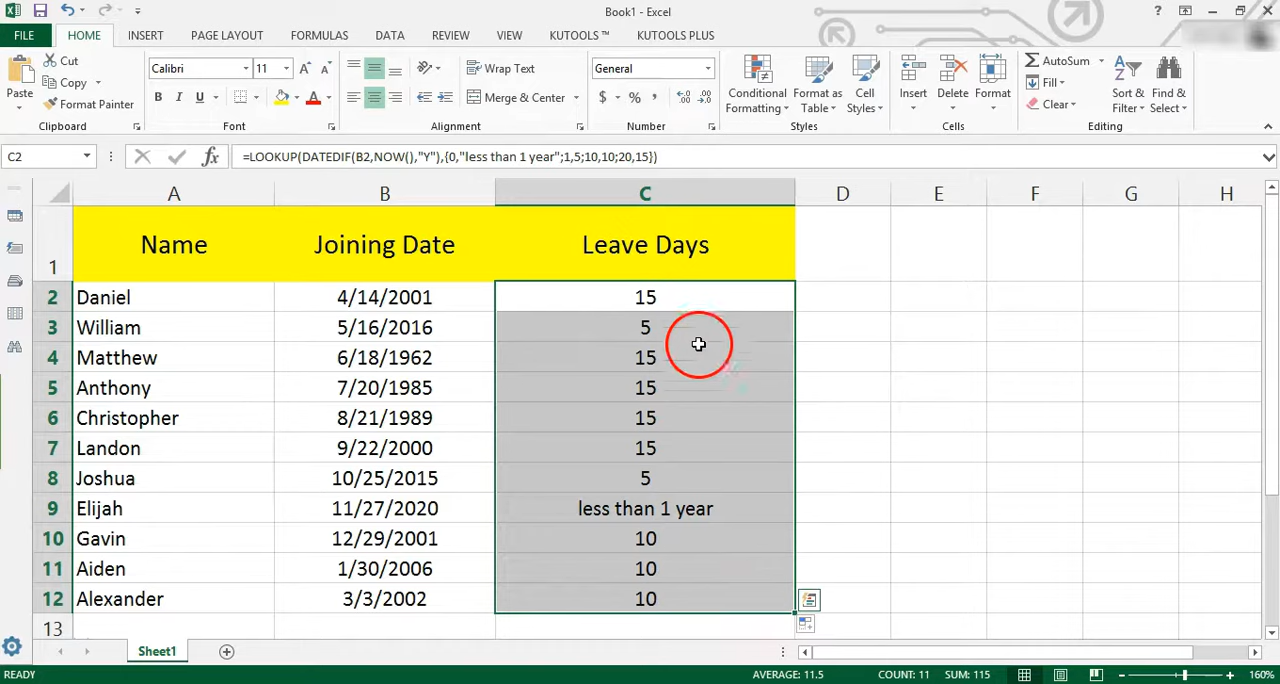 Book1 - Excel
FILE HOME INSERT PAGE LAYOUT FORMULAS DATA REVIEW VIEW KUTOOLS ™ KUTOOLS PLUS
Paste Cut Copy Format Painter
Calibri 11
B I U
Wrap Text
Merge & Center
General
$ % ,
Conditional Formatting Format as Table Cell Styles
Insert Delete Format
AutoSum Fill Clear
Sort & Filter Find & Select
Clipboard Font Alignment Number Styles Cells Editing
C2 fx =LOOKUP(DATEDIF(B2,NOW(),"Y"),{0,"less than 1 year";1,5;10,10;20,15})
A B C D E F G H
1 Name Joining Date Leave Days
2 Daniel 4/14/2001 15
3 William 5/16/2016 5
4 Matthew 6/18/1962 15
5 Anthony 7/20/1985 15
6 Christopher 8/21/1989 15
7 Landon 9/22/2000 15
8 Joshua 10/25/2015 5
9 Elijah 11/27/2020 less than 1 year
10 Gavin 12/29/2001 10
11 Aiden 1/30/2006 10
12 Alexander 3/3/2002 10
13
Sheet1
READY AVERAGE: 11.5 COUNT: 11 SUM: 115 160%